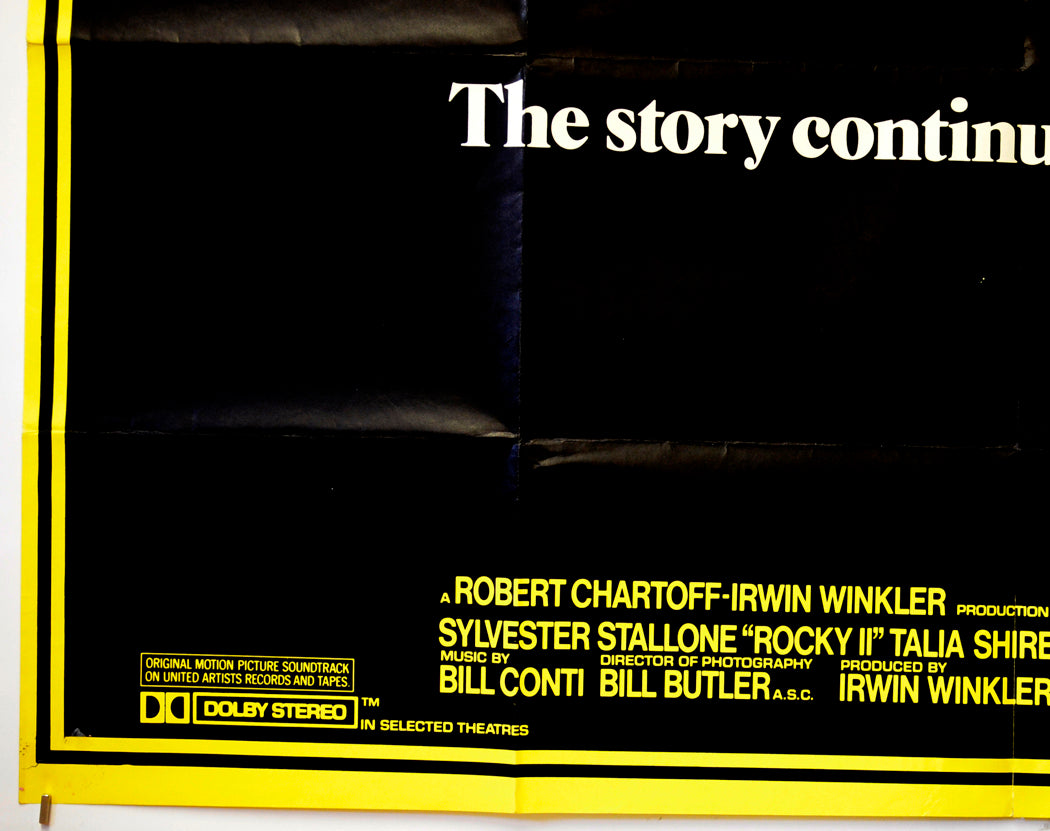 The story continu
A ROBERT CHARTOFF-IRWIN WINKLER PRODUCTION
SYLVESTER STALLONE “ROCKY II” TALIA SHIRE
MUSIC BY DIRECTOR OF PHOTOGRAPHY PRODUCED BY
BILL CONTI BILL BUTLER A.S.C. IRWIN WINKLER
ORIGINAL MOTION PICTURE SOUNDTRACK
ON UNITED ARTISTS RECORDS AND TAPES.
DOLBY STEREO TM
IN SELECTED THEATRES